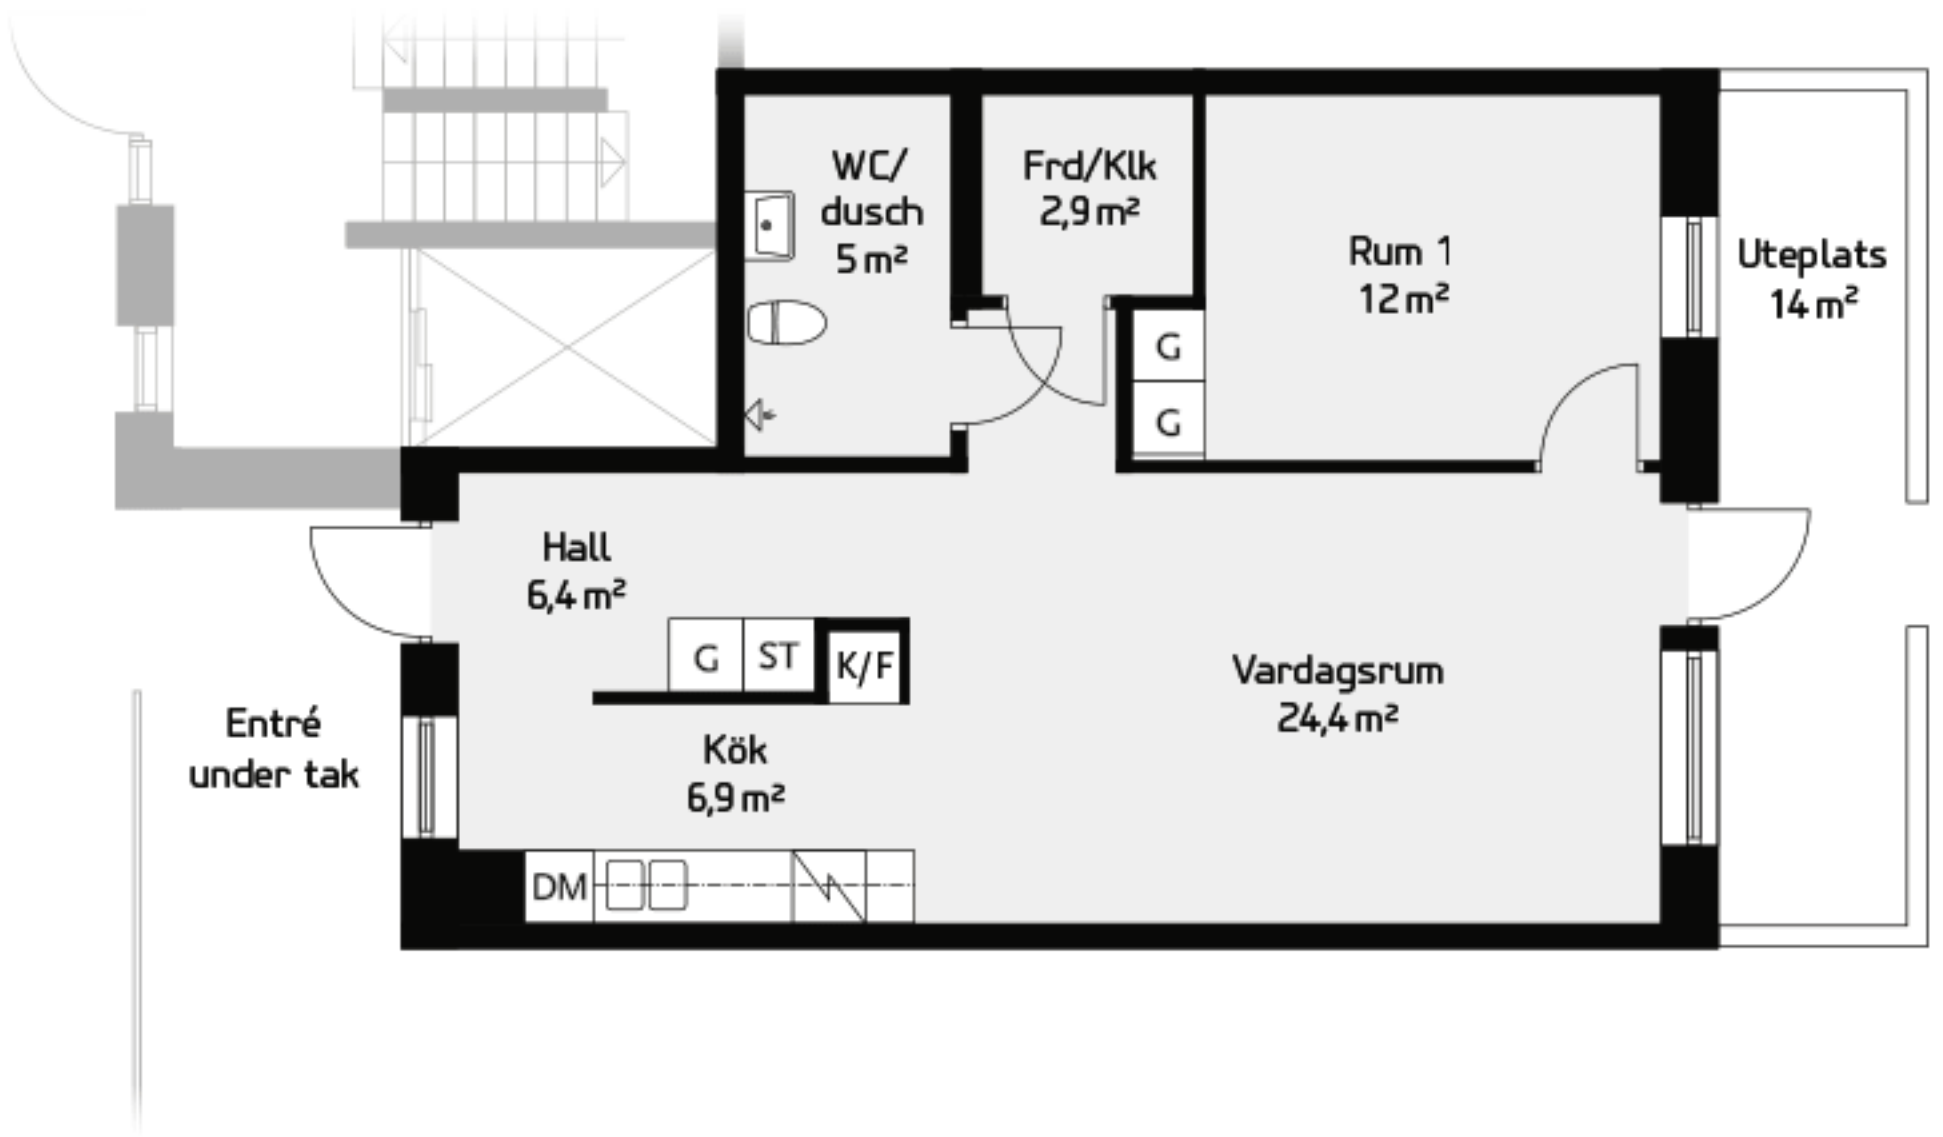 WC/
dusch
5 m²
Frd/Klk
2,9 m²
Rum 1
12 m²
Uteplats
14 m²
G
G
Hall
6,4 m²
G
ST
K/F
Vardagsrum
24,4 m²
Entré
under tak
Kök
6,9 m²
DM